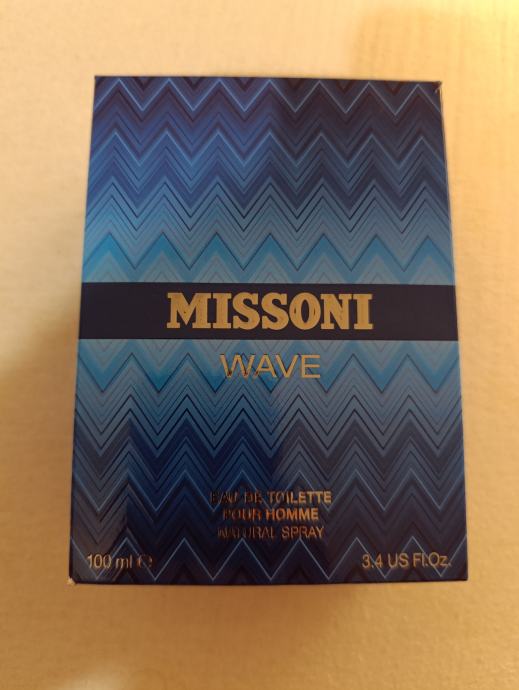 MISSONI
WAVE
EAU DE TOILETTE
POUR HOMME
NATURAL SPRAY
100 ml ℮ 3.4 US Fl.Oz.